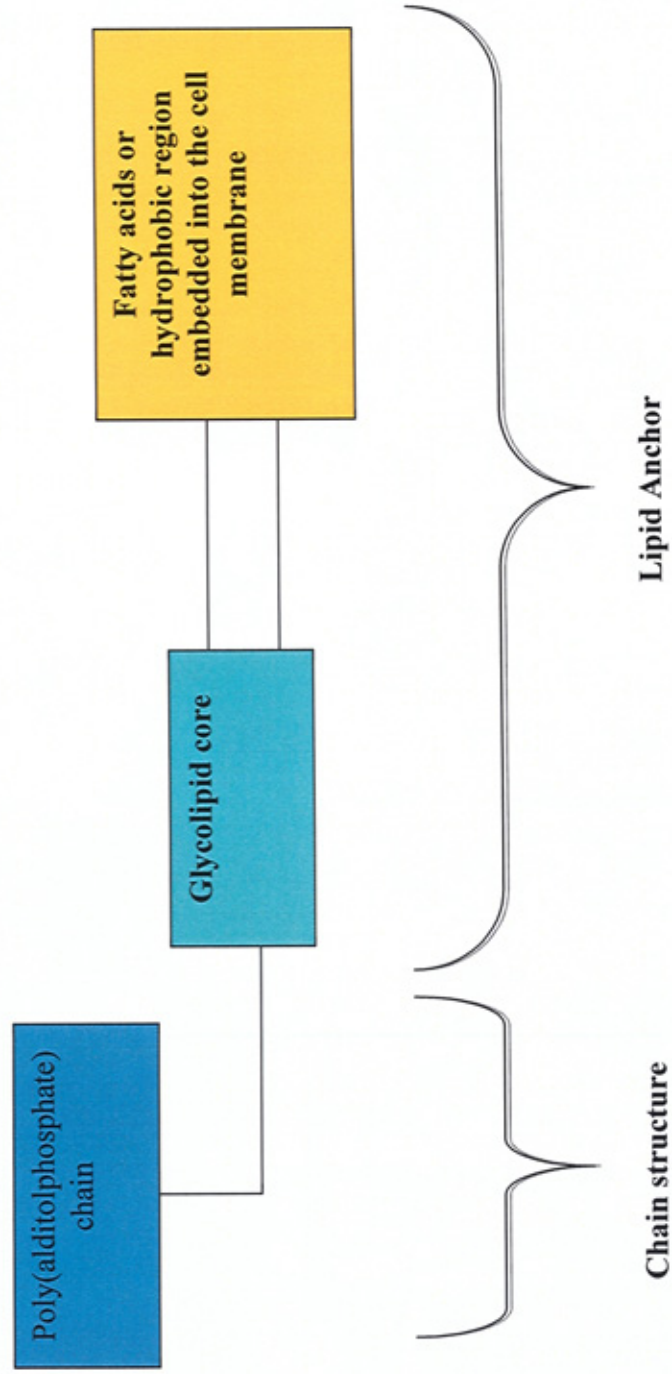 Poly(alditolphosphate)
chain
Glycolipid core
Fatty acids or
hydrophobic region
embedded into the cell
membrane
Chain structure
Lipid Anchor